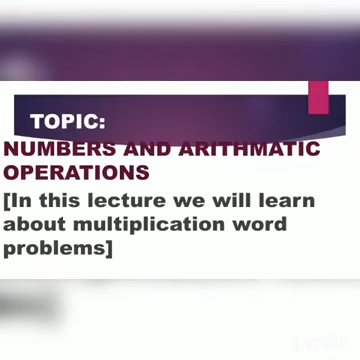 TOPIC:
NUMBERS AND ARITHMATIC
OPERATIONS
[In this lecture we will learn
about multiplication word
problems]